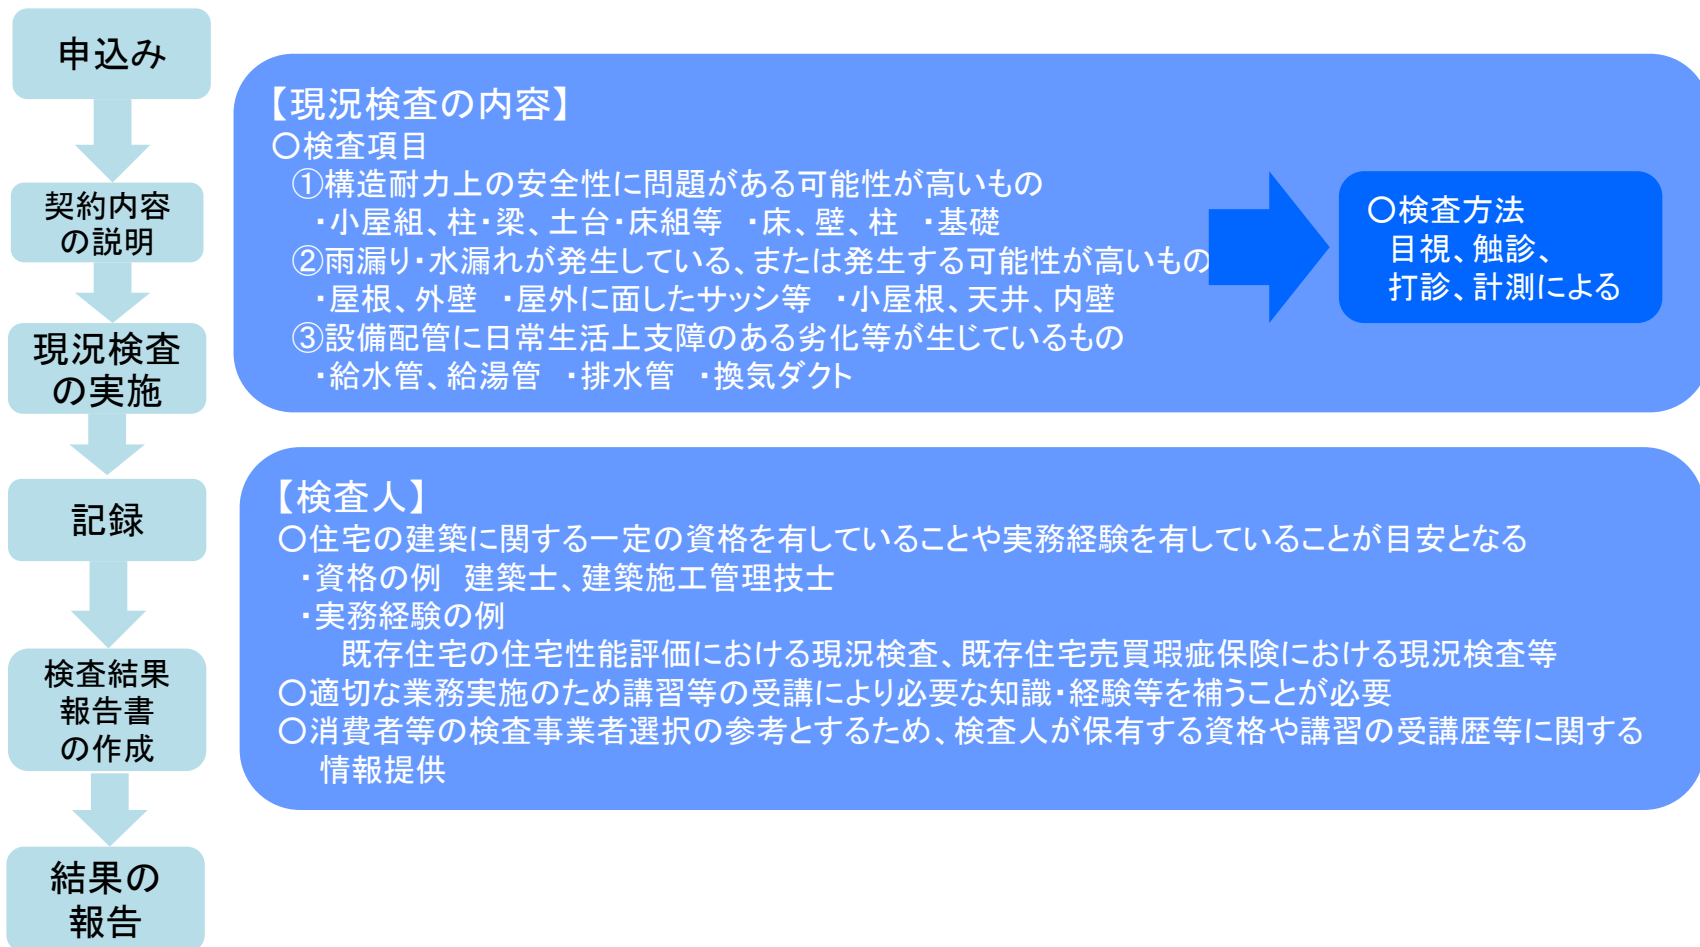 申込み
契約内容
の説明
現況検査
の実施
記録
検査結果
報告書
の作成
結果の
報告
【現況検査の内容】
○検査項目
①構造耐力上の安全性に問題がある可能性が高いもの
・小屋組、柱・梁、土台・床組等 ・床、壁、柱 ・基礎
②雨漏り・水漏れが発生している、または発生する可能性が高いもの
・屋根、外壁 ・屋外に面したサッシ等 ・小屋根、天井、内壁
③設備配管に日常生活上支障のある劣化等が生じているもの
・給水管、給湯管 ・排水管 ・換気ダクト
○検査方法
目視、触診、
打診、計測による
【検査人】
○住宅の建築に関する一定の資格を有していることや実務経験を有していることが目安となる
・資格の例 建築士、建築施工管理技士
・実務経験の例
既存住宅の住宅性能評価における現況検査、既存住宅売買瑕疵保険における現況検査等
○適切な業務実施のため講習等の受講により必要な知識・経験等を補うことが必要
○消費者等の検査事業者選択の参考とするため、検査人が保有する資格や講習の受講歴等に関する
情報提供